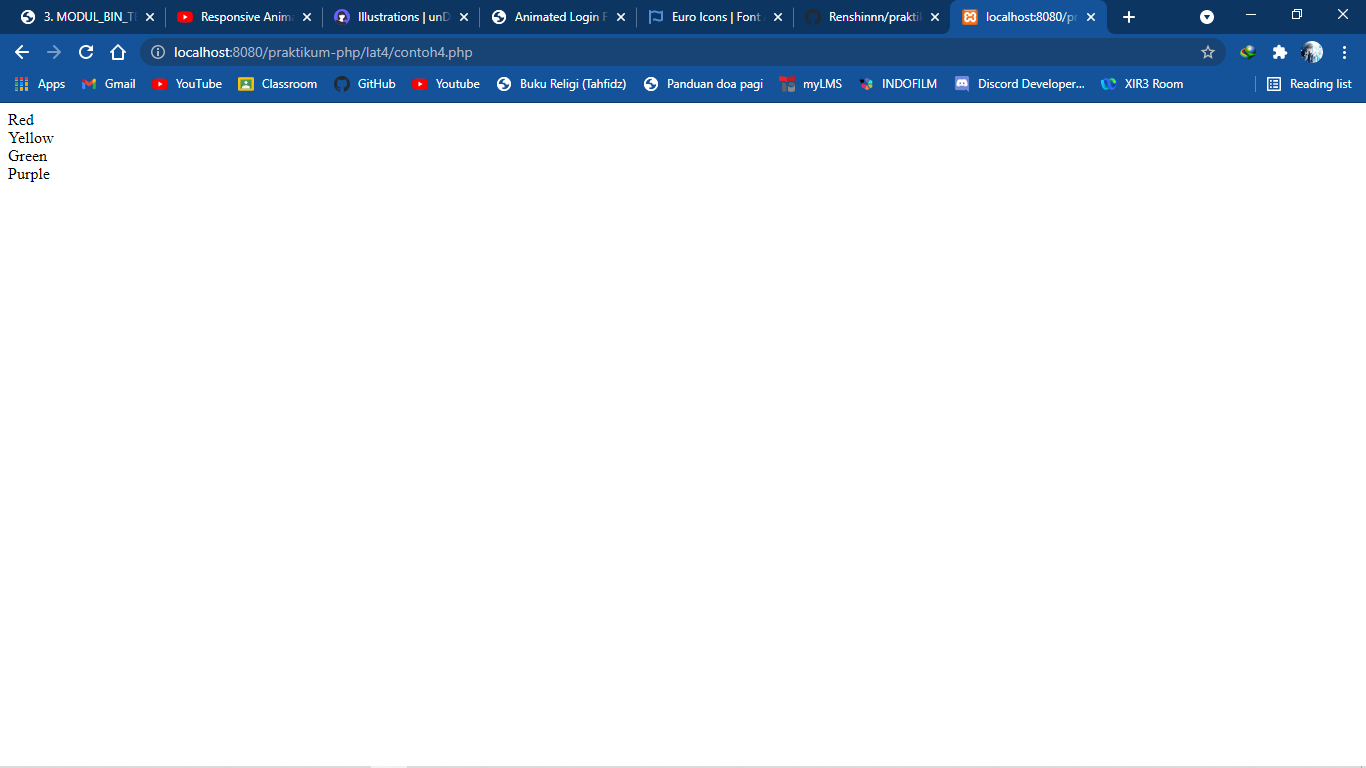 3. MODUL_BIN_T
Responsive Anim
Illustrations | unD
Animated Login
Euro Icons | Font
Renshinnn/prakti
localhost:8080/pr
localhost:8080/praktikum-php/lat4/contoh4.php
Apps Gmail YouTube Classroom GitHub Youtube Buku Religi (Tahfidz) Panduan doa pagi myLMS INDOFILM Discord Developer... XIR3 Room Reading list
Red
Yellow
Green
Purple